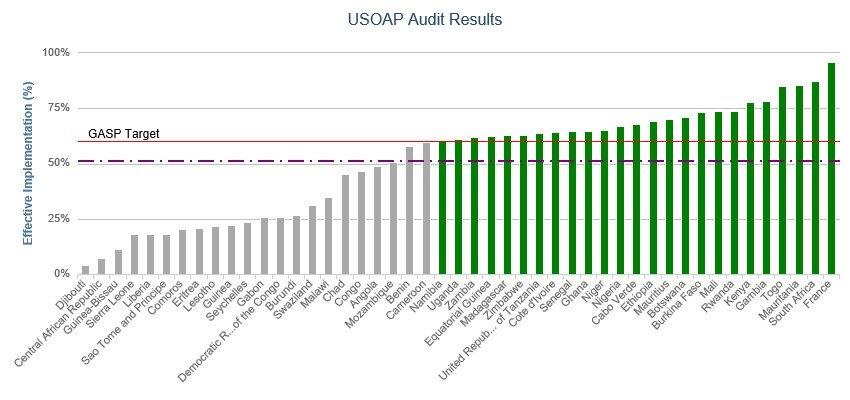 USOAP Audit Results
Effective Implementation (%)
100%
75%
50%
25%
0%
GASP Target
Djibouti
Central African Republic
Guinea-Bissau
Sierra Leone
Liberia
Sao Tome and Principe
Comoros
Eritrea
Lesotho
Guinea
Seychelles
Gabon
Democratic R... of the Congo
Burundi
Swaziland
Malawi
Chad
Congo
Angola
Mozambique
Benin
Cameroon
Namibia
Uganda
Zambia
Equatorial Guinea
Madagascar
Zimbabwe
United Repub... of Tanzania
Cote d'Ivoire
Senegal
Ghana
Niger
Nigeria
Cabo Verde
Ethiopia
Mauritius
Botswana
Burkina Faso
Mali
Rwanda
Kenya
Gambia
Togo
Mauritania
South Africa
France